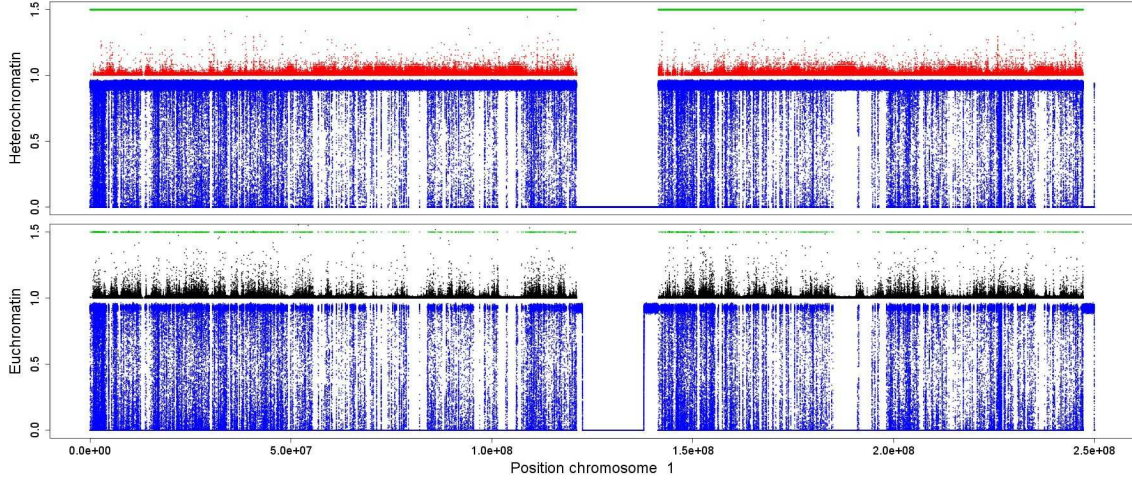 Heterochromatin
1.5
1.0
0.5
0.0
Euchromatin
1.5
1.0
0.5
0.0
0.0e+00
5.0e+07
1.0e+08
1.5e+08
2.0e+08
2.5e+08
Position chromosome 1